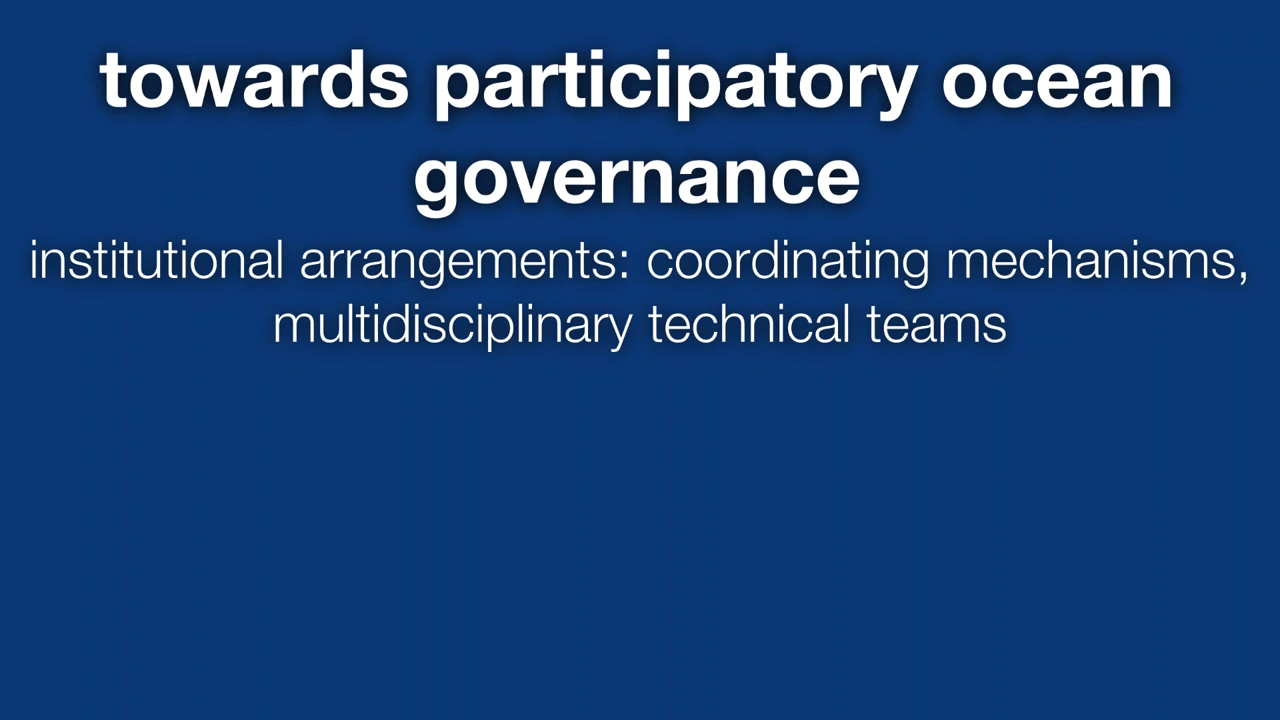 towards participatory ocean
governance
institutional arrangements: coordinating mechanisms,
multidisciplinary technical teams